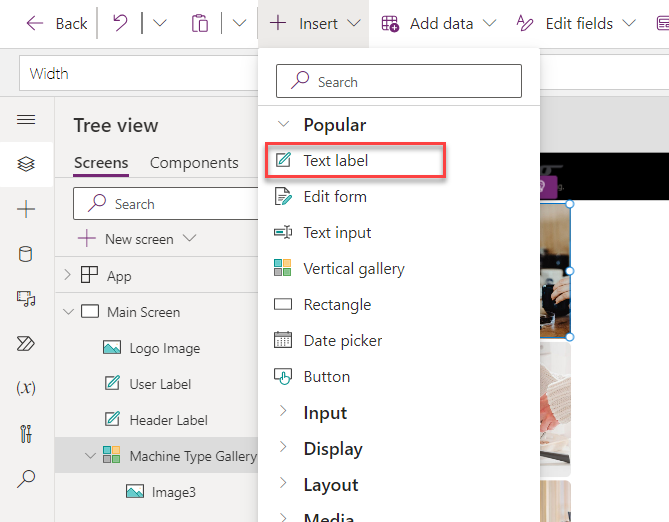 Back
Insert
Add data
Edit fields
Width
Search
Tree view
Popular
Screens
Components
Text label
Search
Edit form
New screen
Text input
App
Vertical gallery
Main Screen
Rectangle
Logo Image
Date picker
User Label
Button
(x)
Header Label
Input
Machine Type Gallery
Display
Image3
Layout
Media